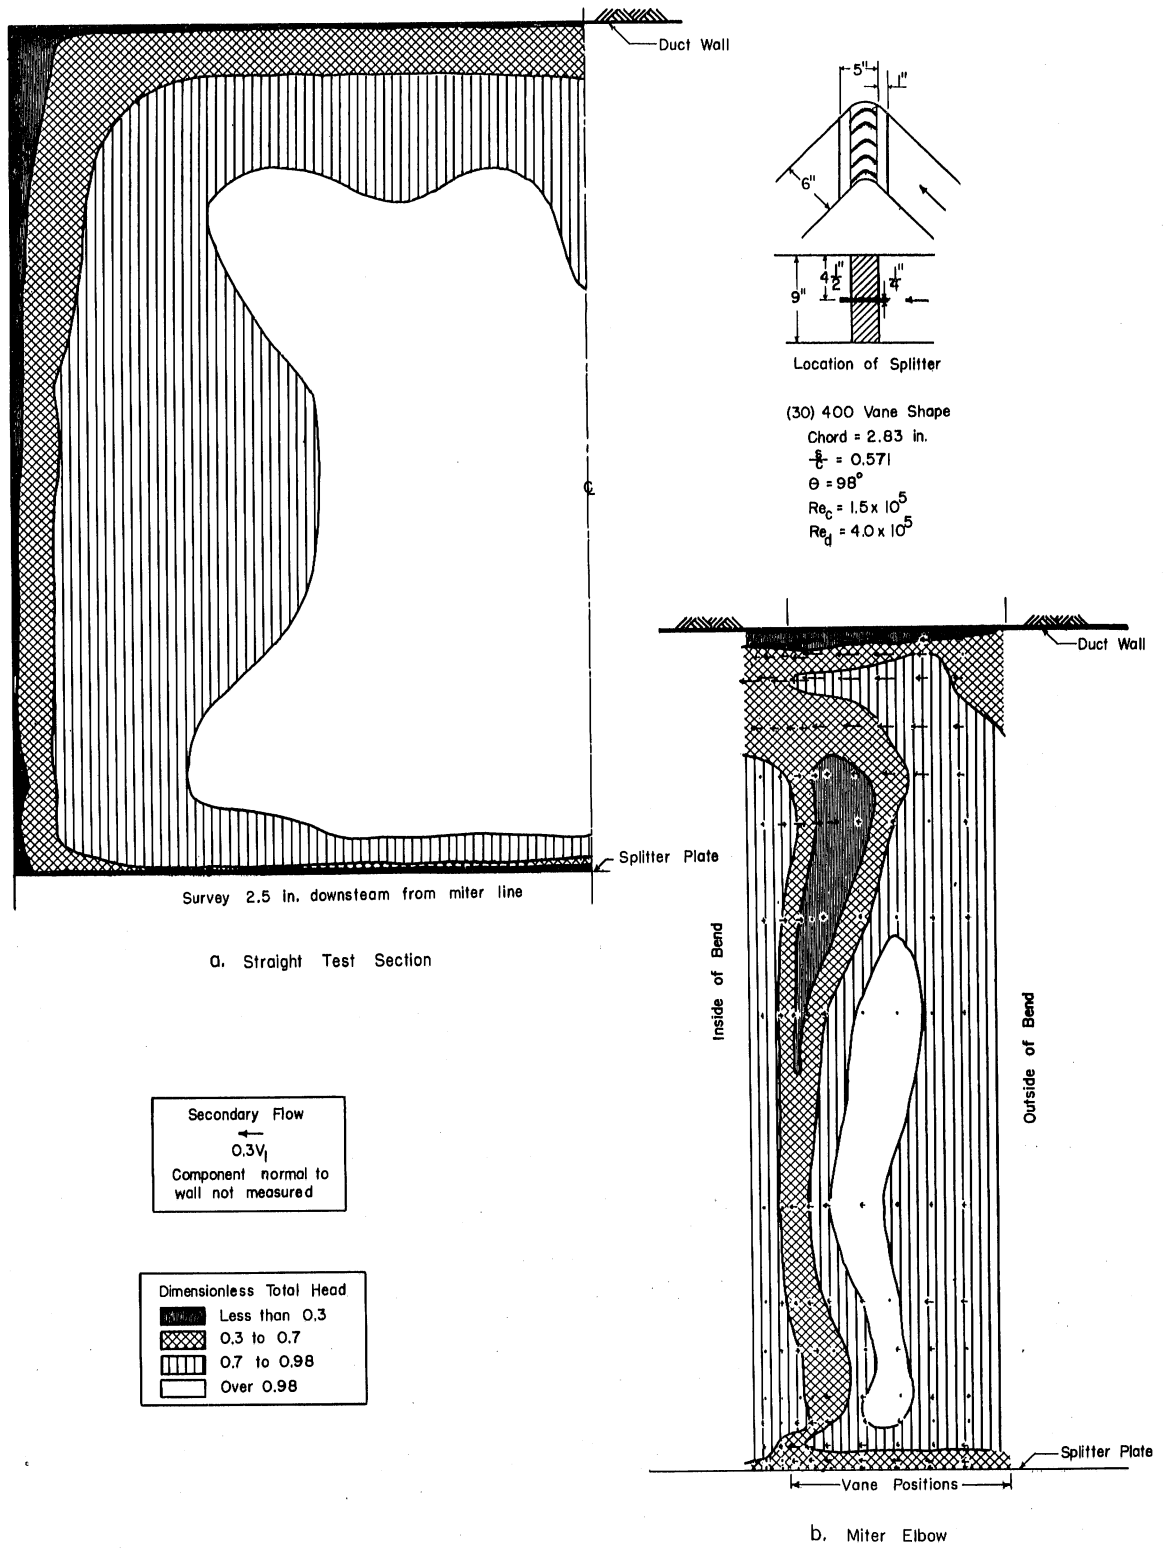 Duct Wall
5"
1"
6"
4 1/2"
1/4"
9"
Location of Splitter
(30) 400 Vane Shape
Chord = 2.83 in.
s/c = 0.571
θ = 98°
Re_c = 1.5 x 10^5
Re_d = 4.0 x 10^5
℄
Splitter Plate
Survey 2.5 in. downsteam from miter line
a. Straight Test Section
Duct Wall
Inside of Bend
Outside of Bend
Secondary Flow
0.3V_1
Component normal to
wall not measured
Dimensionless Total Head
Less than 0.3
0.3 to 0.7
0.7 to 0.98
Over 0.98
Splitter Plate
Vane Positions
b. Miter Elbow